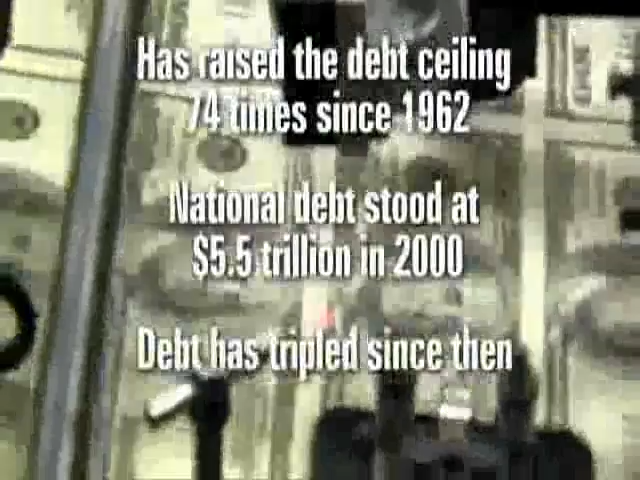 Has raised the debt ceiling
74 times since 1962
National debt stood at
$5.5 trillion in 2000
Debt has tripled since then